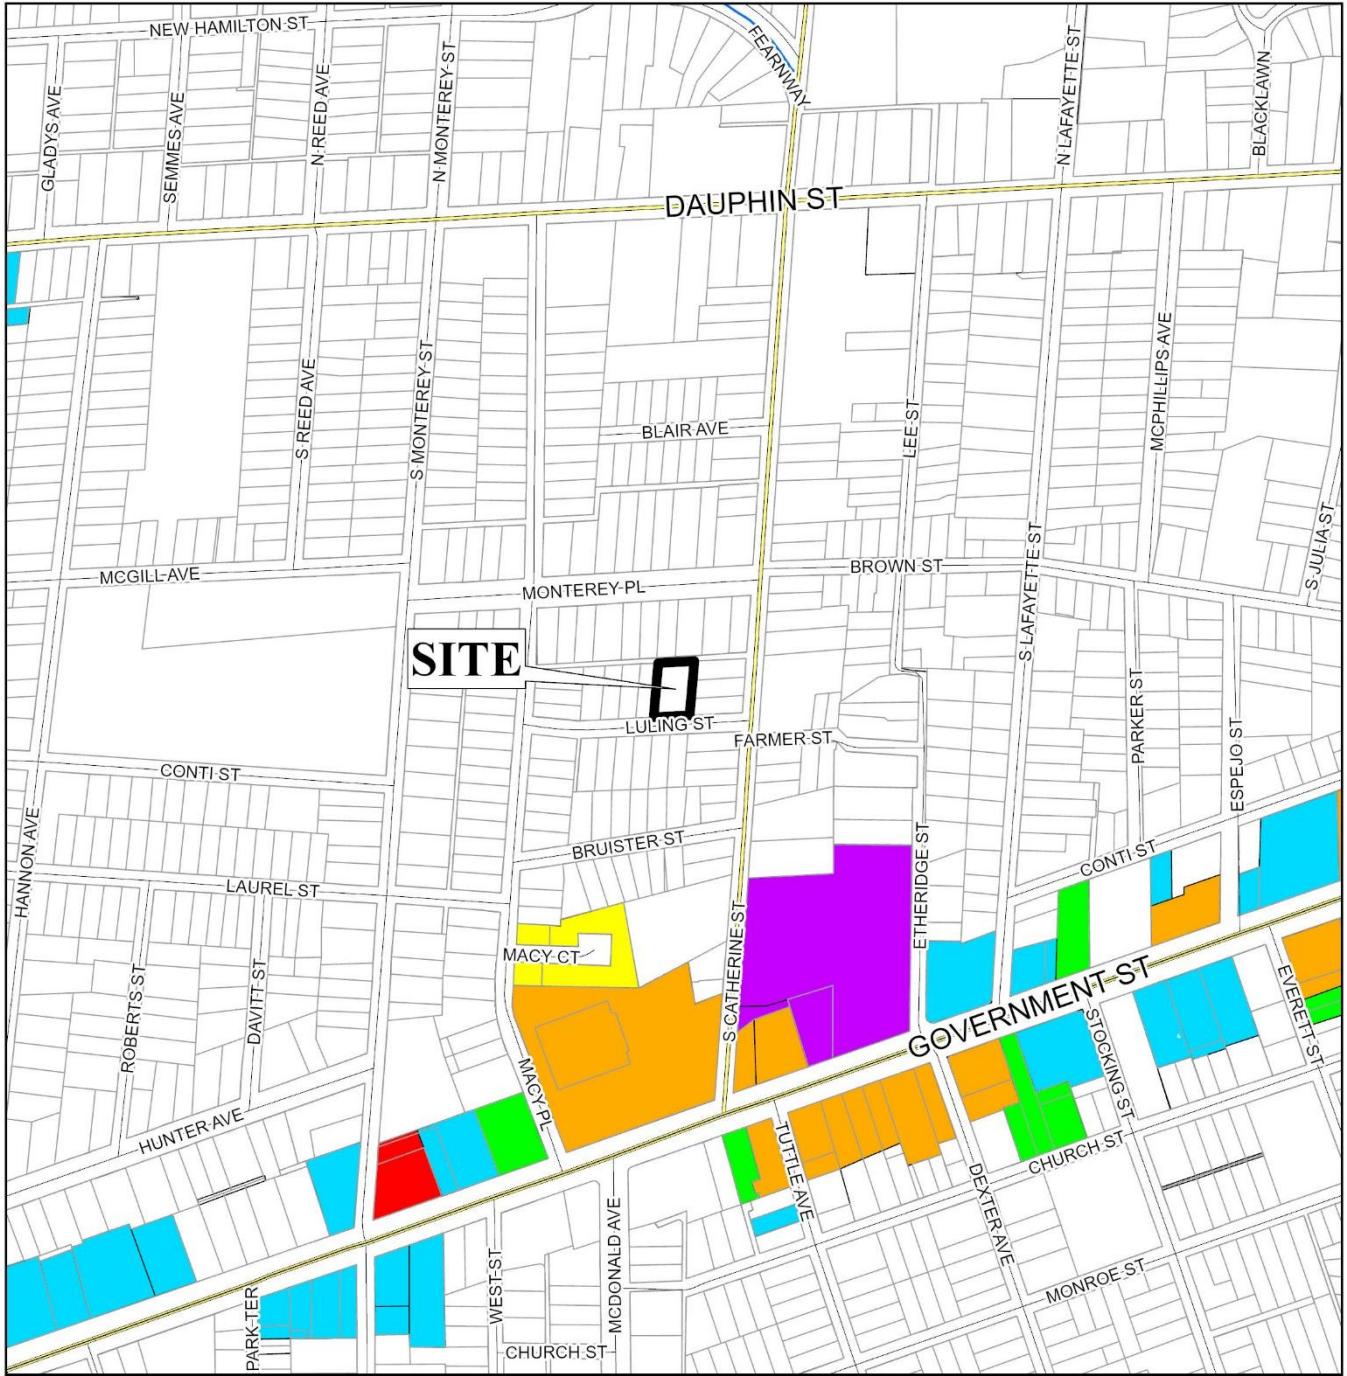 NEW HAMILTON ST
FEARNWAY
GLADYS AVE
SEMMES AVE
N REED AVE
N MONTEREY ST
N LAFAYETTE ST
BLACKLAWN
DAUPHIN ST
S REED AVE
S MONTEREY ST
BLAIR AVE
LEE ST
MCPHILLIPS AVE
S JULIA ST
MCGILL AVE
MONTEREY PL
BROWN ST
S LAFAYETTE ST
SITE
LULING ST
FARMER ST
PARKER ST
ESPEJO ST
CONTI ST
HANNON AVE
BRUISTER ST
ETHERIDGE ST
CONTI ST
LAUREL ST
MACY CT
S CATHERINE ST
ROBERTS ST
DAVITT ST
GOVERNMENT ST
EVERETT ST
STOCKING ST
MACY PL
HUNTER AVE
TUTTLE AVE
CHURCH ST
DEXTER AVE
PARK TER
WEST ST
MCDONALD AVE
MONROE ST
CHURCH ST